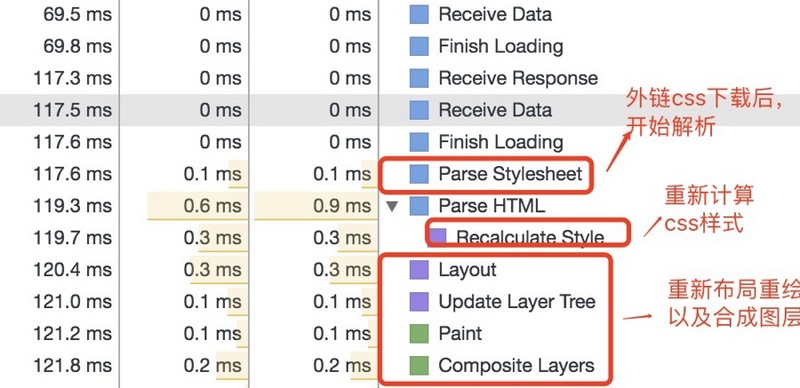 69.5 ms 0 ms 0 ms Receive Data
69.8 ms 0 ms 0 ms Finish Loading
117.3 ms 0 ms 0 ms Receive Response
117.5 ms 0 ms 0 ms Receive Data
117.6 ms 0 ms 0 ms Finish Loading
117.6 ms 0.1 ms 0.1 ms Parse Stylesheet
119.3 ms 0.6 ms 0.9 ms Parse HTML
119.7 ms 0.3 ms 0.3 ms Recalculate Style
120.4 ms 0.3 ms 0.3 ms Layout
121.0 ms 0.1 ms 0.1 ms Update Layer Tree
121.2 ms 0.1 ms 0.1 ms Paint
121.8 ms 0.2 ms 0.2 ms Composite Layers
外链css下载后，
开始解析
重新计算
css样式
重新布局重绘
以及合成图层